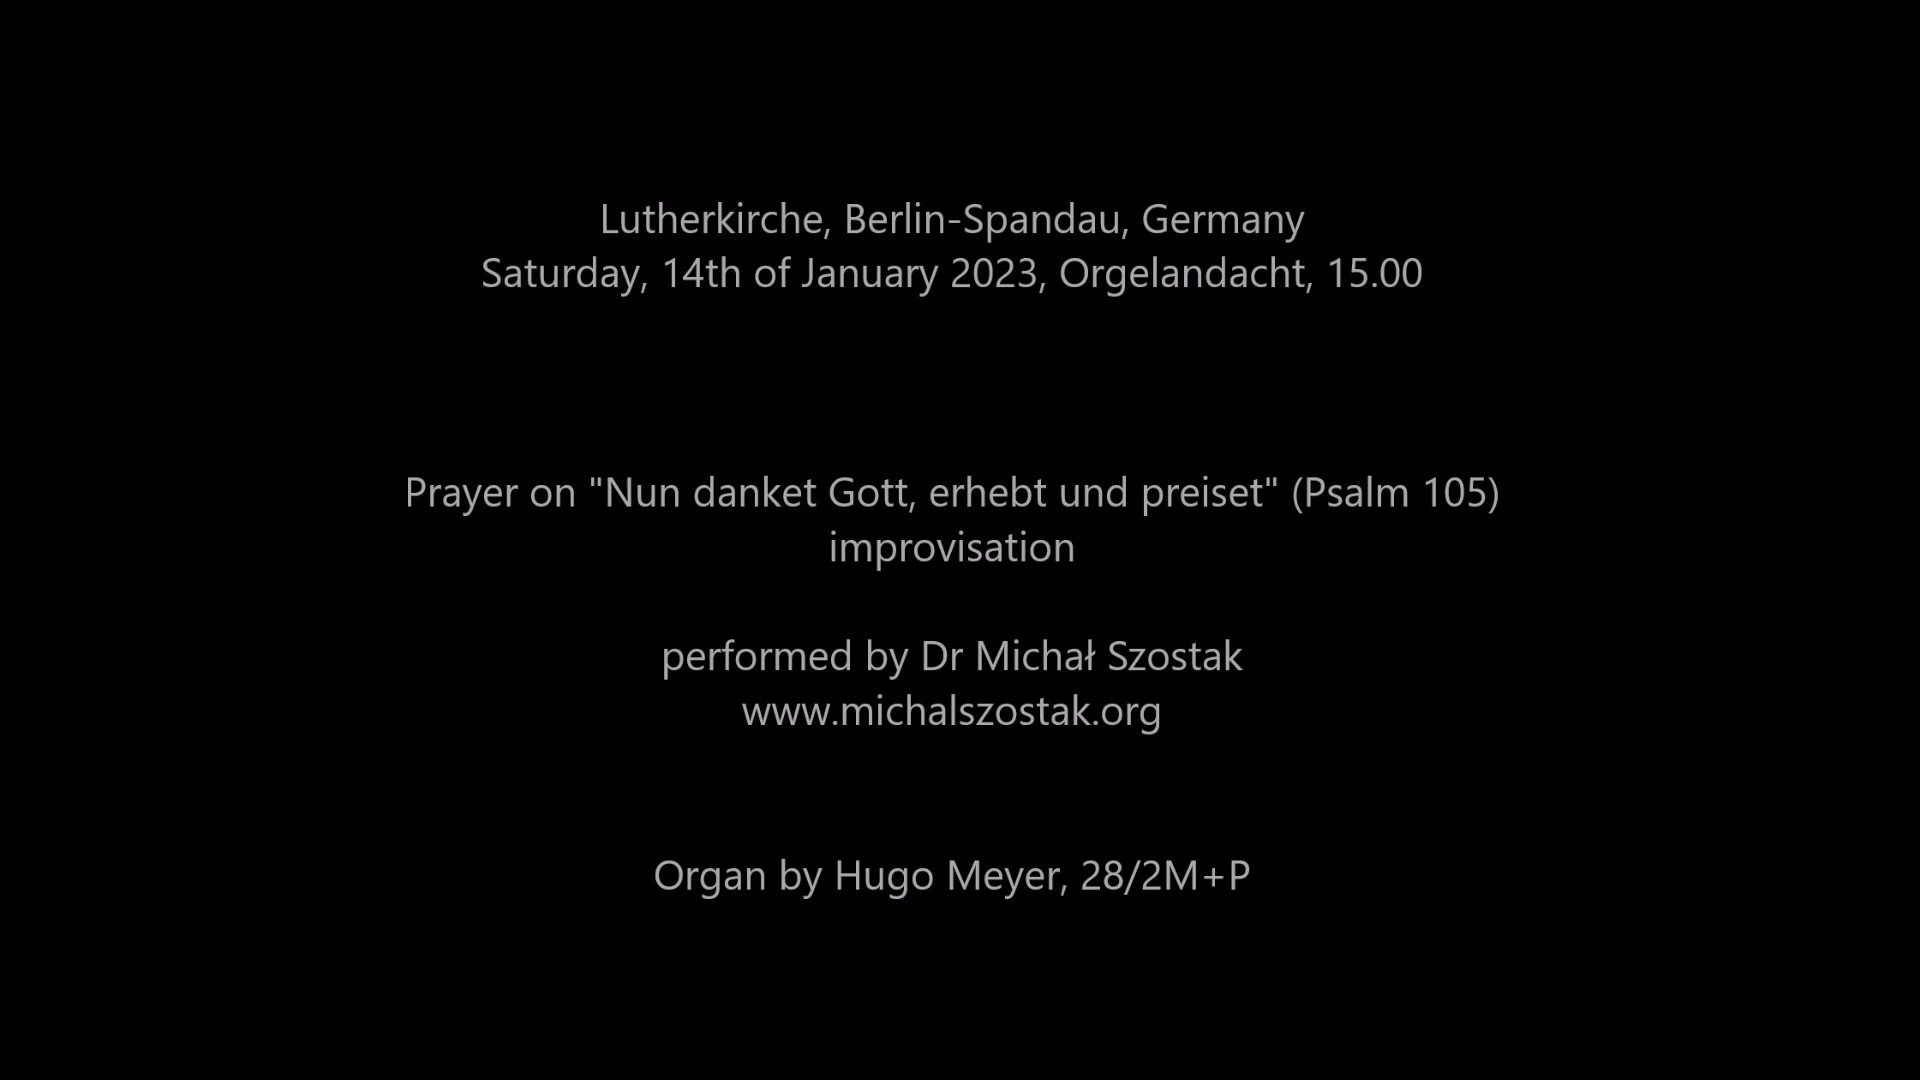 Lutherkirche, Berlin-Spandau, Germany
Saturday, 14th of January 2023, Orgelandacht, 15.00
Prayer on "Nun danket Gott, erhebt und preiset" (Psalm 105)
improvisation
performed by Dr Michał Szostak
www.michalszostak.org
Organ by Hugo Meyer, 28/2M+P